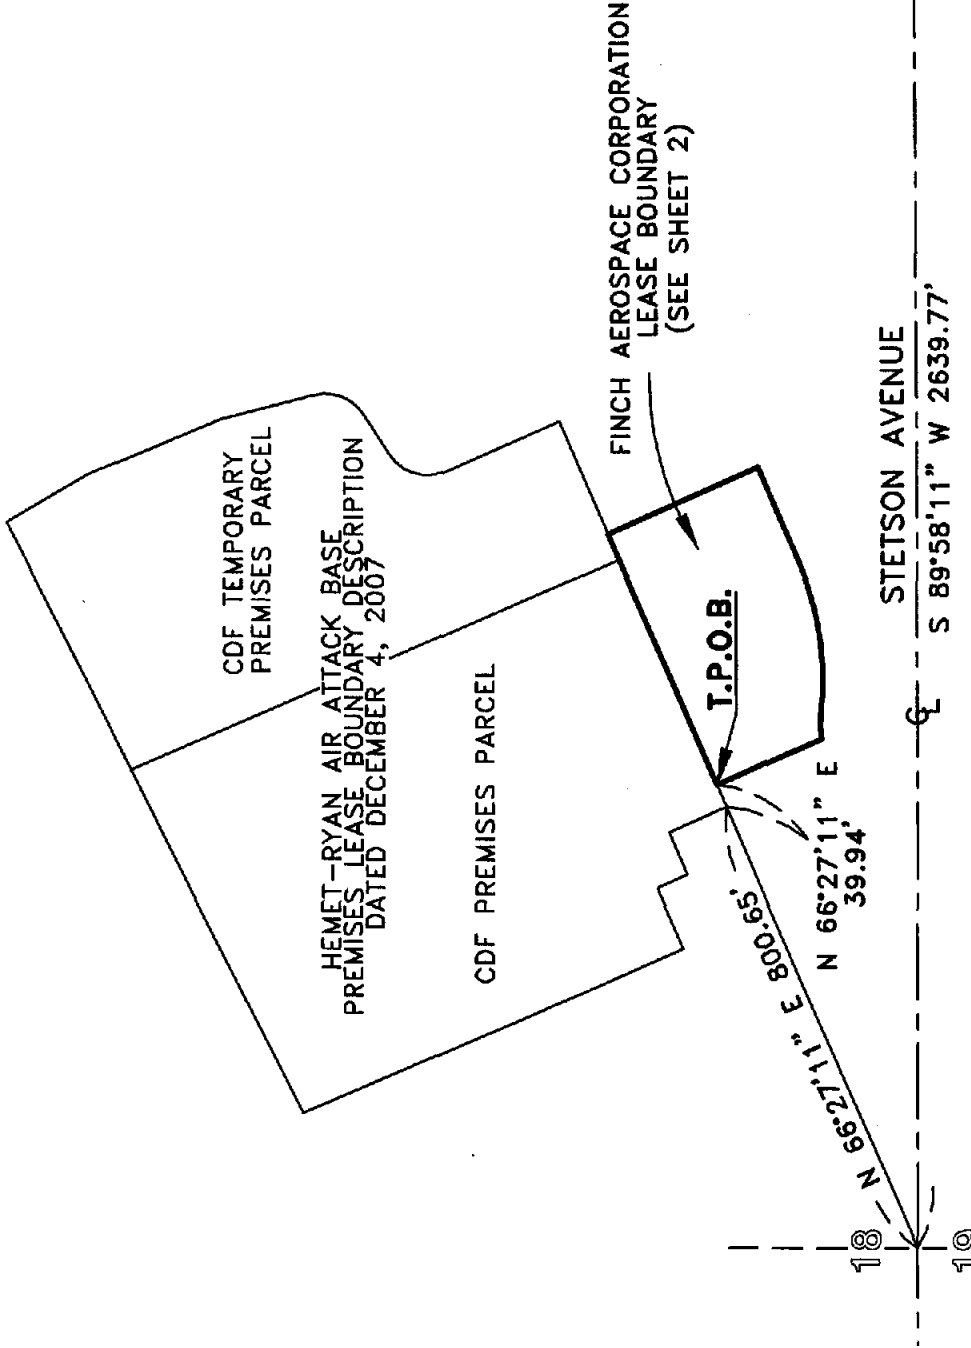 CDF TEMPORARY
PREMISES PARCEL
HEMET-RYAN AIR ATTACK BASE
PREMISES LEASE BOUNDARY DESCRIPTION
DATED DECEMBER 4, 2007
CDF PREMISES PARCEL
FINCH AEROSPACE CORPORATION
LEASE BOUNDARY
(SEE SHEET 2)
T.P.O.B.
N 66°27'11" E
39.94'
N 66°27'11" E 800.65'
STETSON AVENUE
S 89°58'11" W 2639.77'
℄
18
19